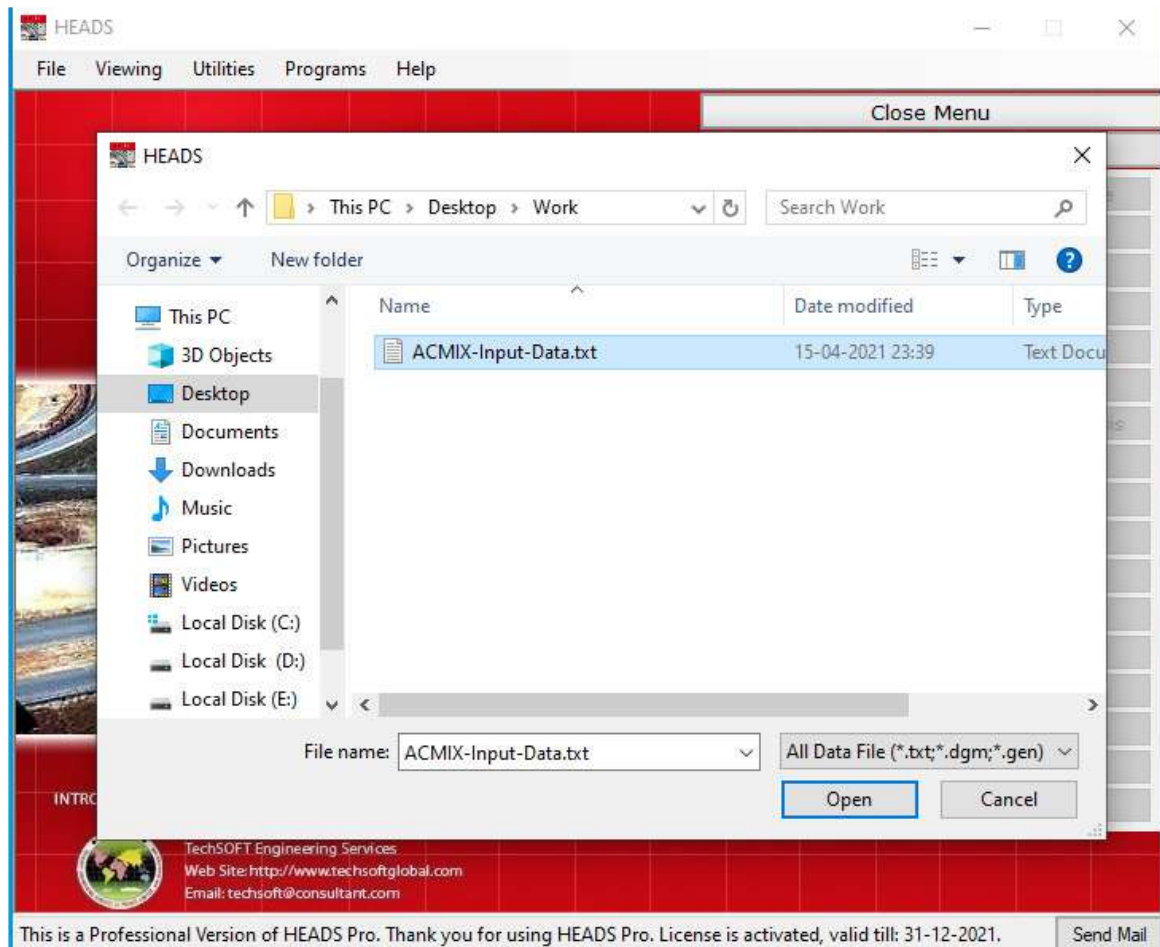 HEADS
File Viewing Utilities Programs Help
Close Menu
HEADS
This PC > Desktop > Work
Search Work
Organize New folder
?
This PC
3D Objects
Desktop
Documents
Downloads
Music
Pictures
Videos
Local Disk (C:)
Local Disk (D:)
Local Disk (E:)
Name Date modified Type
ACMIX-Input-Data.txt 15-04-2021 23:39 Text Docu
File name: ACMIX-Input-Data.txt All Data File (*.txt;*.dgm;*.gen)
Open Cancel
INTRO
TechSOFT Engineering Services
Web Site:http://www.techsoftglobal.com
Email: techsoft@consultant.com
This is a Professional Version of HEADS Pro. Thank you for using HEADS Pro. License is activated, valid till: 31-12-2021. Send Mail